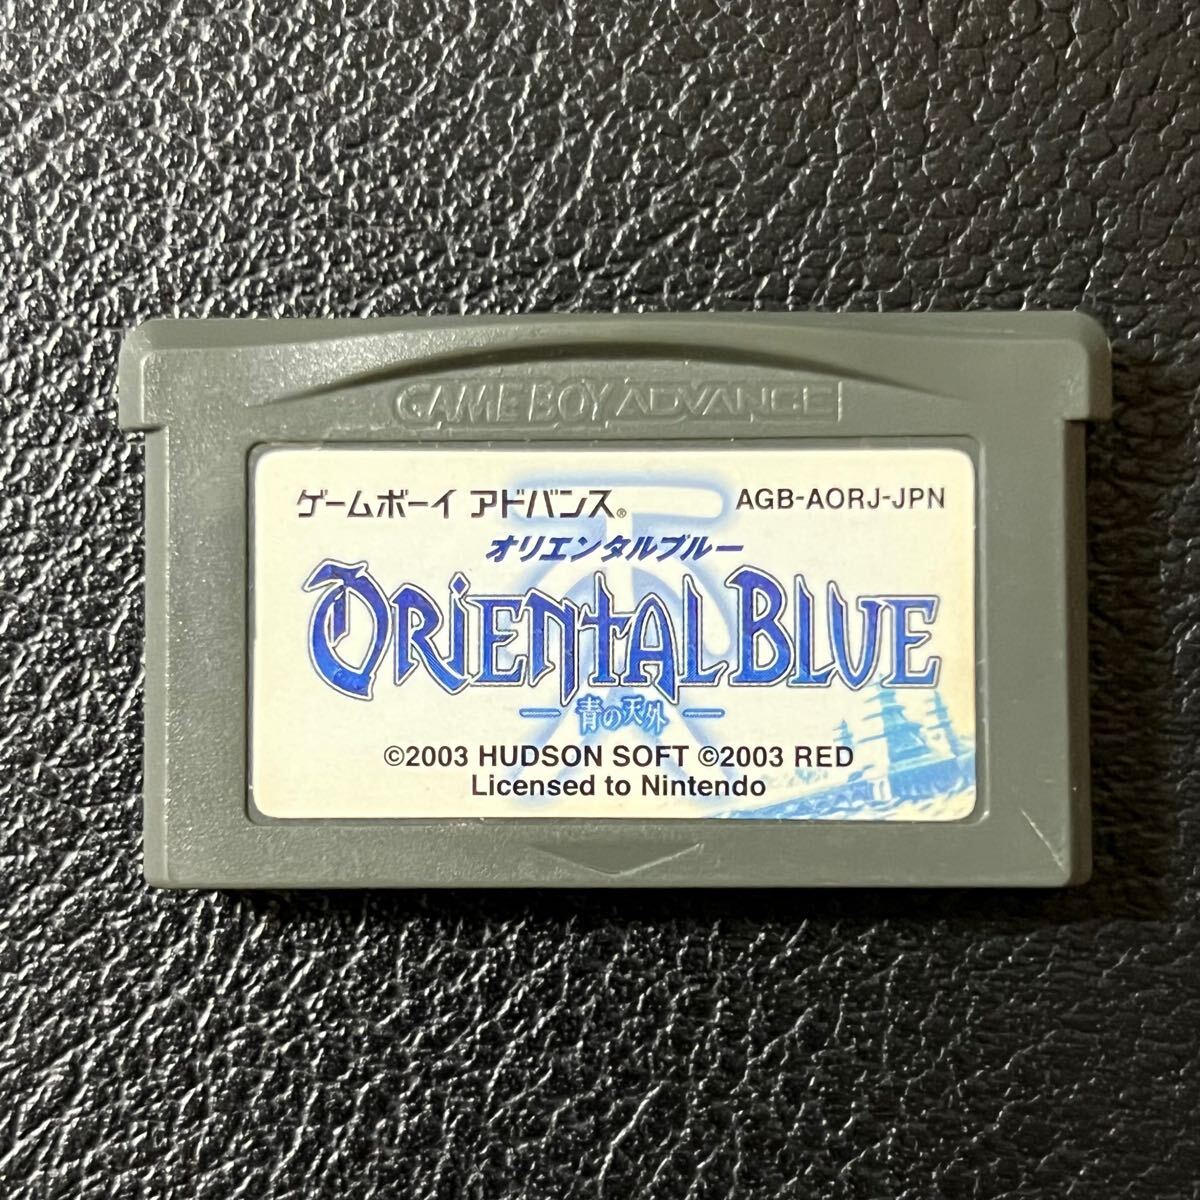 GAME BOY ADVANCE
ゲームボーイ アドバンス® AGB-AORJ-JPN
オリエンタルブルー
ORIENTAL BLUE
青の天外
©2003 HUDSON SOFT ©2003 RED
Licensed to Nintendo